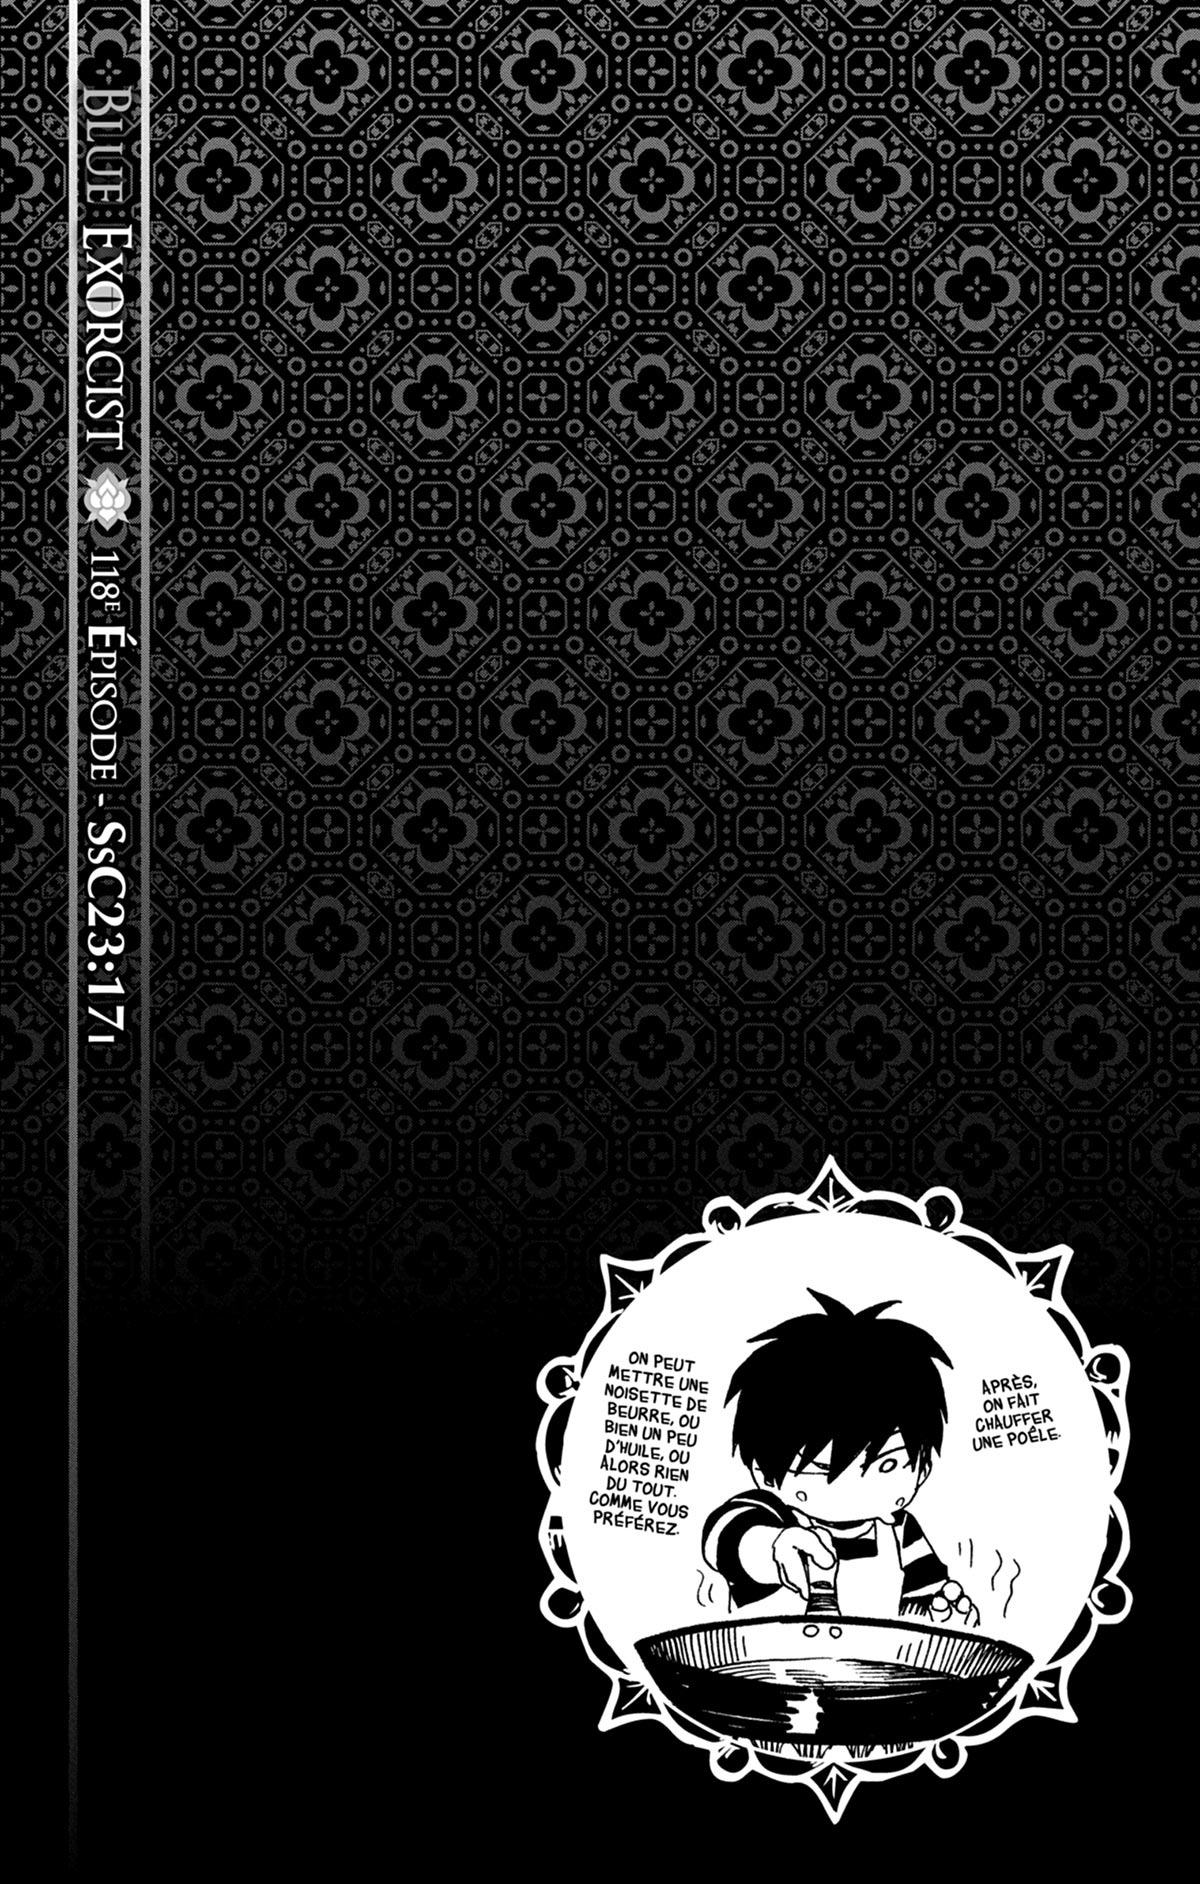 BLUE EXORCIST 118E ÉPISODE - SSC23:171
APRÈS,
ON FAIT
CHAUFFER
UNE POÊLE.
ON PEUT
METTRE UNE
NOISETTE DE
BEURRE, OU
BIEN UN PEU
D'HUILE, OU
ALORS RIEN
DU TOUT.
COMME VOUS
PRÉFÉREZ.